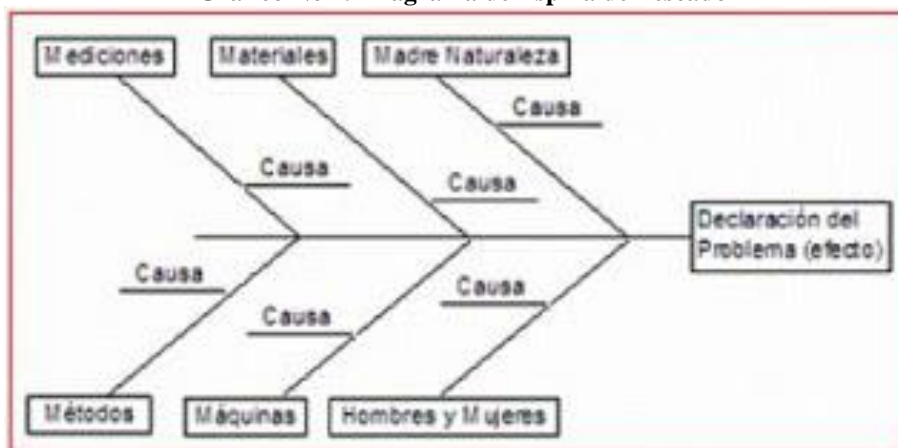 Mediciones
Materiales
Madre Naturaleza
Causa
Causa
Causa
Declaración del
Problema (efecto)
Causa
Causa
Causa
Métodos
Máquinas
Hombres y Mujeres